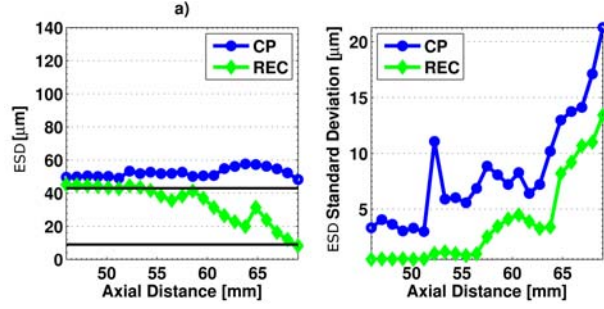 a)
ESD [μm]
140
120
100
80
60
40
20
0
CP
REC
50
55
60
65
Axial Distance [mm]
ESD Standard Deviation [μm]
20
15
10
5
CP
REC
50
55
60
65
Axial Distance [mm]